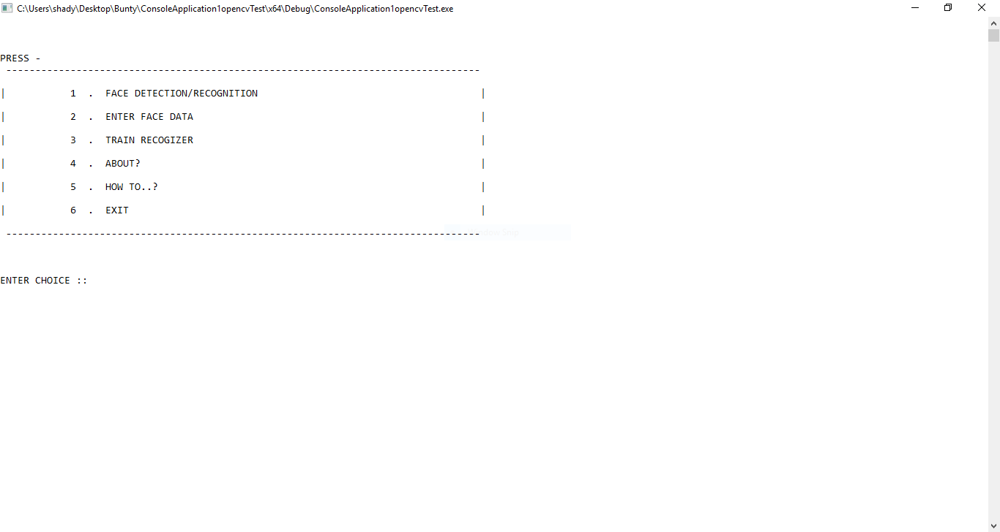 C:\Users\shady\Desktop\Bunty\ConsoleApplication1opencvTest\x64\Debug\ConsoleApplication1opencvTest.exe
PRESS -
---------------------------------------------------------------------------------
| 1 . FACE DETECTION/RECOGNITION |
| 2 . ENTER FACE DATA |
| 3 . TRAIN RECOGIZER |
| 4 . ABOUT? |
| 5 . HOW TO..? |
| 6 . EXIT |
---------------------------------------------------------------------------------
ENTER CHOICE ::